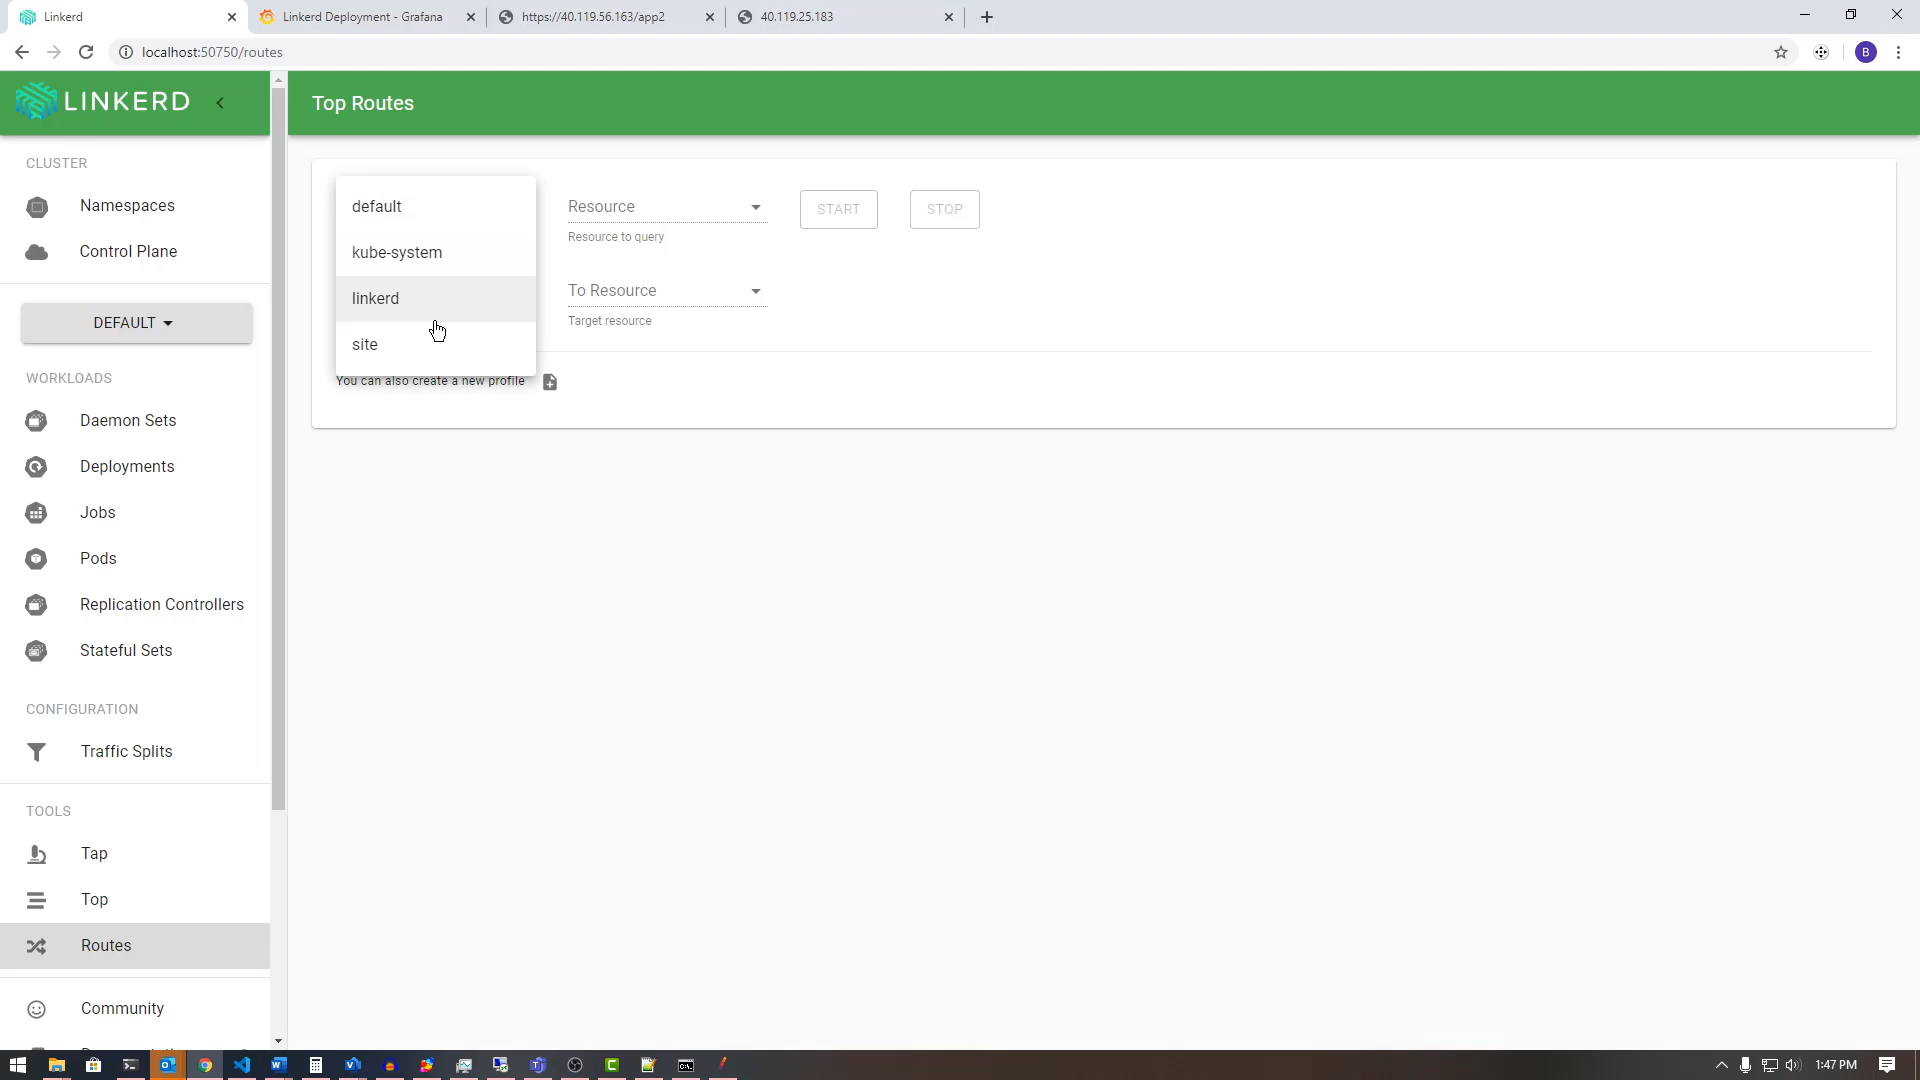 Linkerd
Linkerd Deployment - Grafana
https://40.119.56.163/app2
40.119.25.183
localhost:50750/routes
B
LINKERD
Top Routes
CLUSTER
Namespaces
Control Plane
DEFAULT
WORKLOADS
Daemon Sets
Deployments
Jobs
Pods
Replication Controllers
Stateful Sets
CONFIGURATION
Traffic Splits
TOOLS
Tap
Top
Routes
Community
default
kube-system
linkerd
site
Resource
Resource to query
START
STOP
To Resource
Target resource
You can also create a new profile
1:47 PM